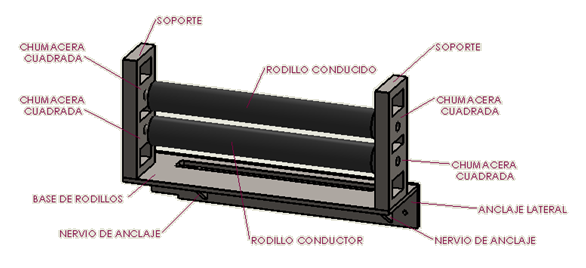 SOPORTE
CHUMACERA
CUADRADA
SOPORTE
RODILLO CONDUCIDO
CHUMACERA
CUADRADA
CHUMACERA
CUADRADA
CHUMACERA
CUADRADA
BASE DE RODILLOS
ANCLAJE LATERAL
NERVIO DE ANCLAJE
RODILLO CONDUCTOR
NERVIO DE ANCLAJE